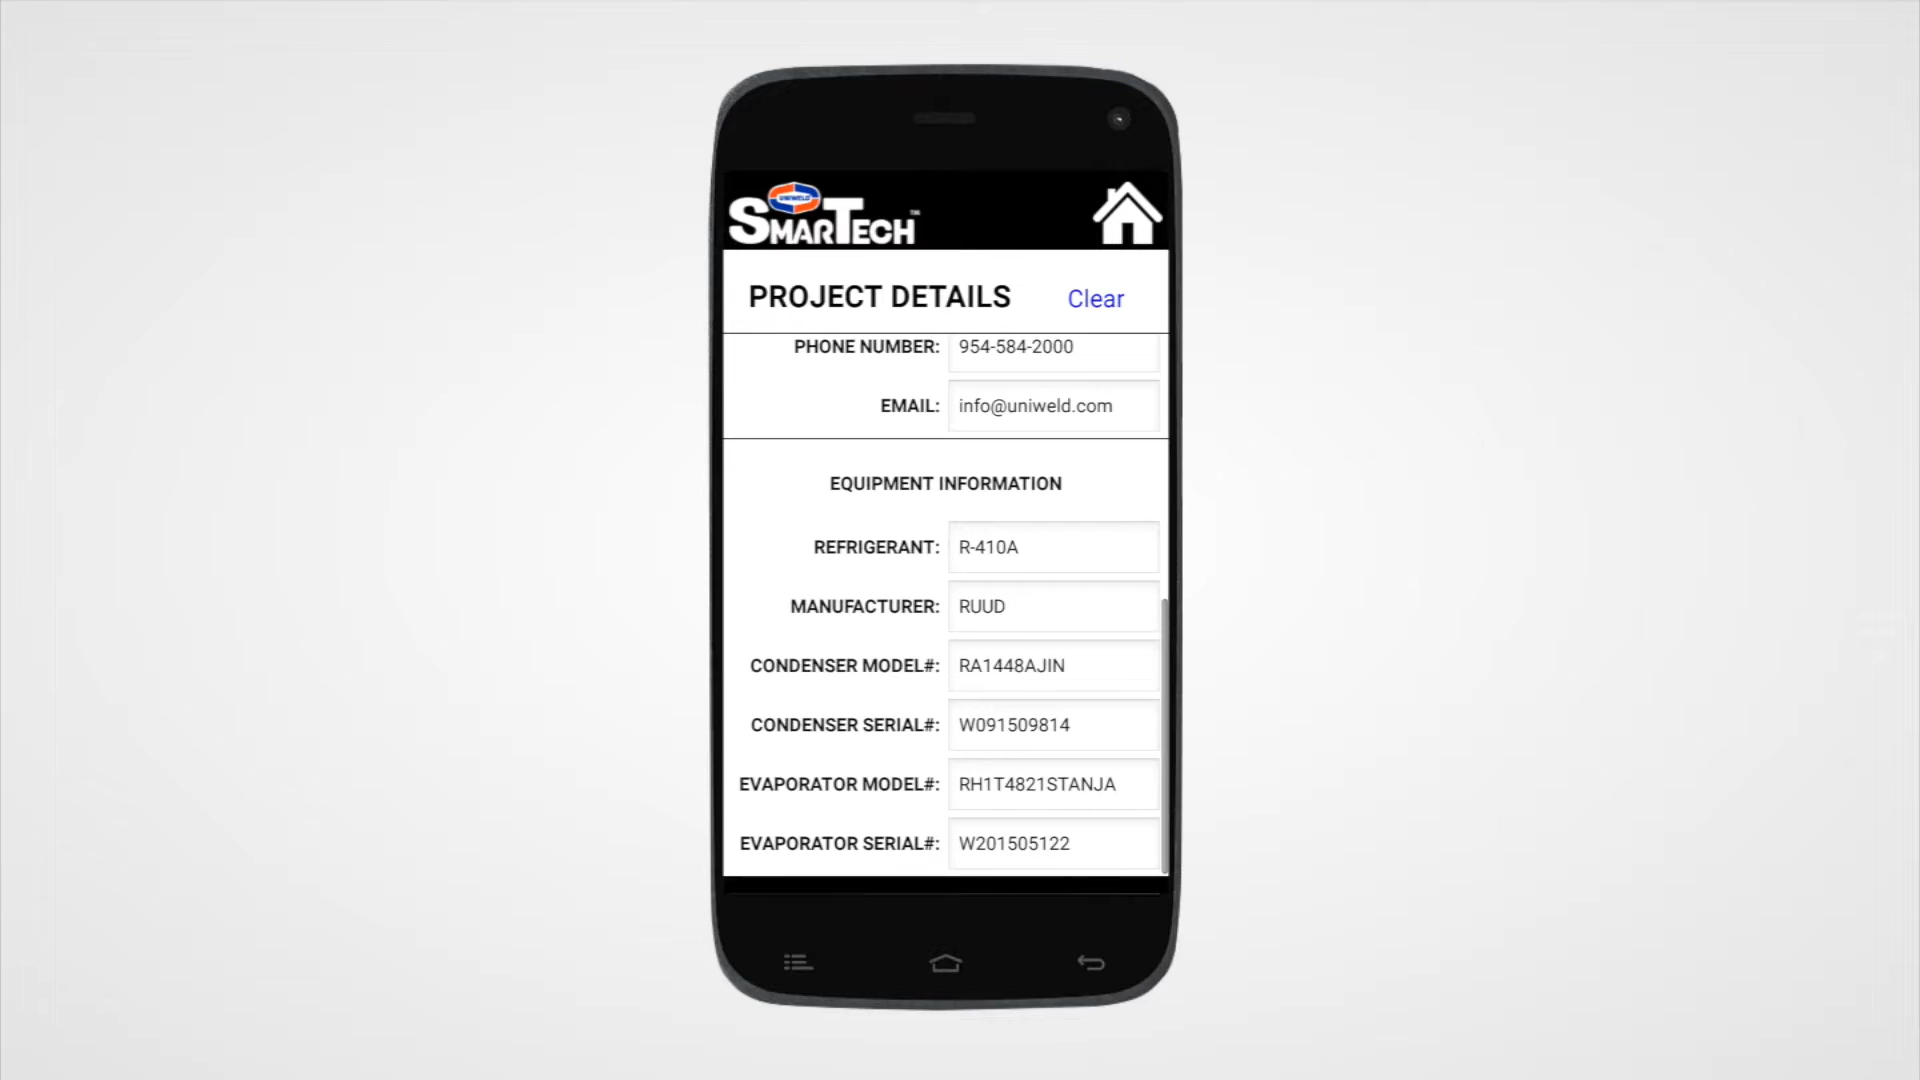 UNIWELD
SMARTECH™
PROJECT DETAILS Clear
PHONE NUMBER: 954-584-2000
EMAIL: info@uniweld.com
EQUIPMENT INFORMATION
REFRIGERANT: R-410A
MANUFACTURER: RUUD
CONDENSER MODEL#: RA1448AJIN
CONDENSER SERIAL#: W091509814
EVAPORATOR MODEL#: RH1T4821STANJA
EVAPORATOR SERIAL#: W201505122